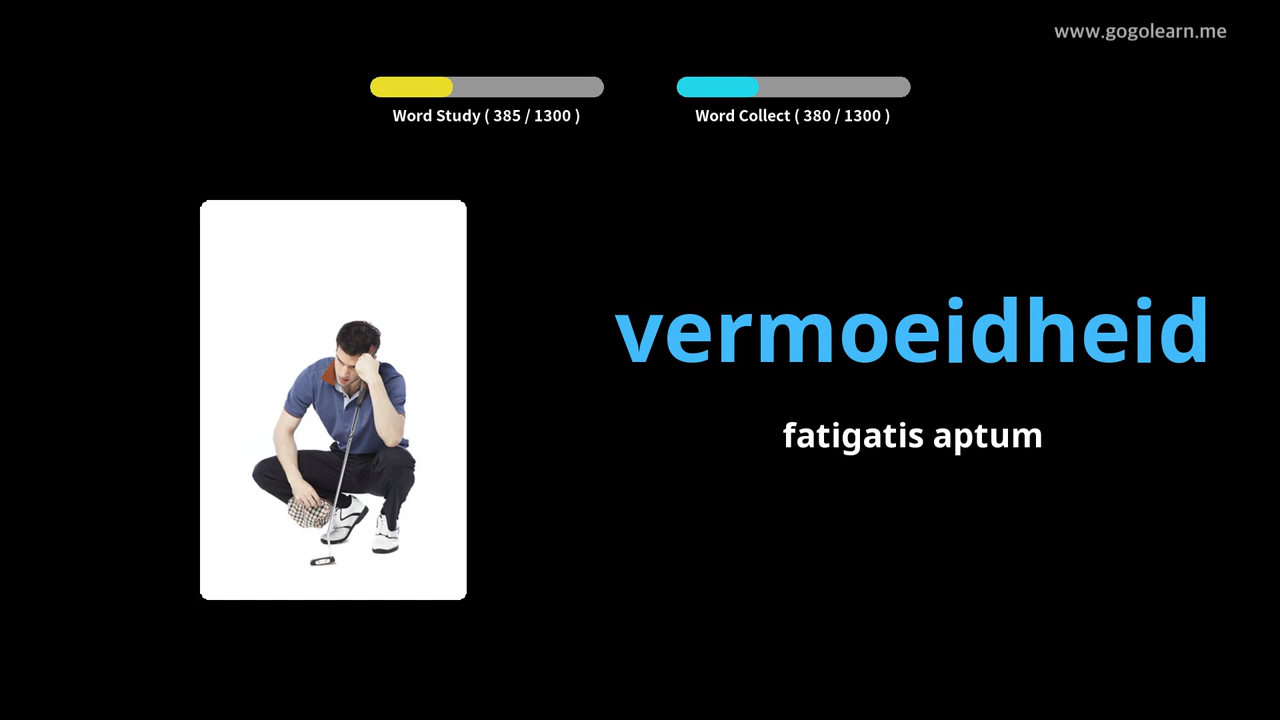 www.gogolearn.me
Word Study ( 385 / 1300 )
Word Collect ( 380 / 1300 )
vermoeidheid
fatigatis aptum